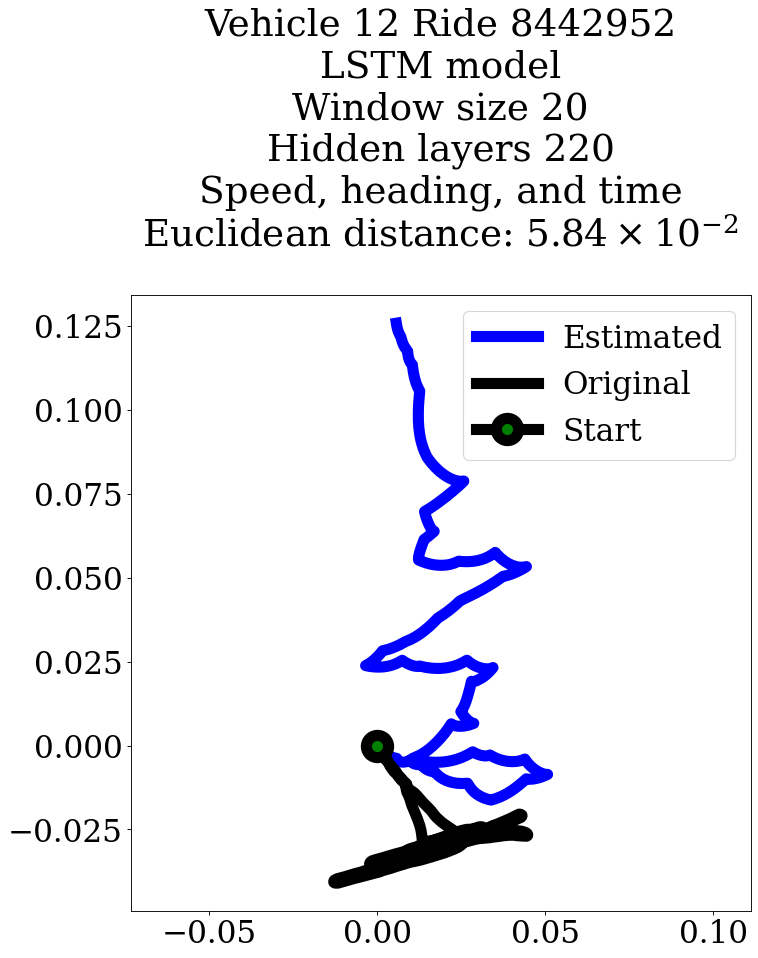 Vehicle 12 Ride 8442952
LSTM model
Window size 20
Hidden layers 220
Speed, heading, and time
Euclidean distance: 5.84 × 10⁻²
Estimated
Original
Start
0.125
0.100
0.075
0.050
0.025
0.000
−0.025
−0.05
0.00
0.05
0.10